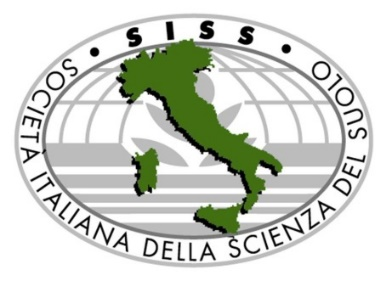 • SISS •
SOCIETÀ ITALIANA DELLA SCIENZA DEL SUOLO